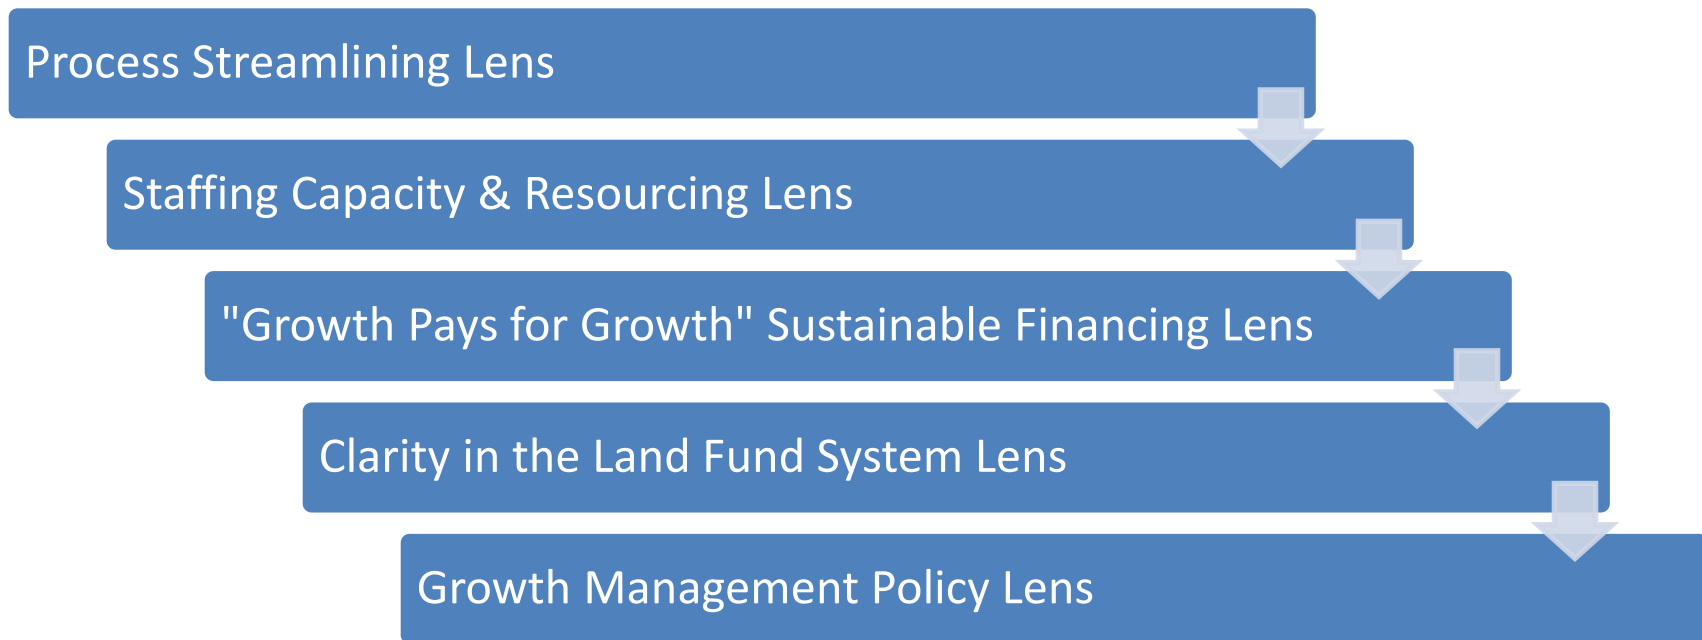 Process Streamlining Lens
Staffing Capacity & Resourcing Lens
"Growth Pays for Growth" Sustainable Financing Lens
Clarity in the Land Fund System Lens
Growth Management Policy Lens